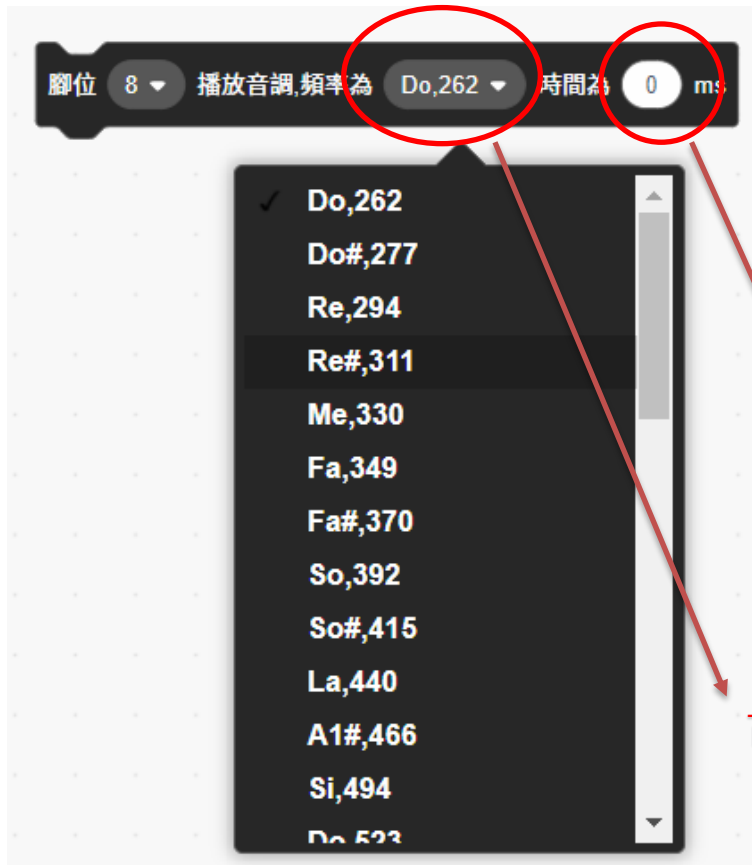 腳位 8 播放音調,頻率為 Do,262 時間為 0 ms
Do,262
Do#,277
Re,294
Re#,311
Me,330
Fa,349
Fa#,370
So,392
So#,415
La,440
A1#,466
Si,494
Do,523